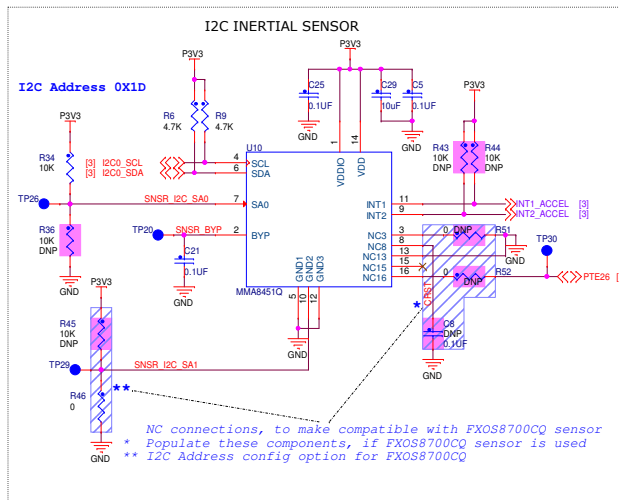 I2C INERTIAL SENSOR
P3V3
P3V3
P3V3
I2C Address 0X1D
C25
0.1UF
C29
10uF
C5
0.1UF
R6
4.7K
R9
4.7K
GND
GND
U10
R43
10K
DNP
R44
10K
DNP
R34
10K
[3] I2C0_SCL
[3] I2C0_SDA
4
6
SCL
SDA
1
14
VDDIO
VDD
TP26
SNSR_I2C_SA0
7
SA0
INT1
INT2
11
9
INT1_ACCEL [3]
INT2_ACCEL [3]
R36
10K
DNP
TP20
SNSR_BYP
2
BYP
NC3
NC8
NC13
NC15
NC16
3
8
13
15
16
0
DNP
R51
GND
TP30
C21
0.1UF
GND
GND
GND1
GND2
GND3
MMA8451Q
5
10
12
0
DNP
R52
PTE26 [
CRST
P3V3
R45
10K
DNP
GND
*
C8
DNP
0.1UF
GND
TP29
SNSR_I2C_SA1
R46
0
**
GND
NC connections, to make compatible with FXOS8700CQ sensor
* Populate these components, if FXOS8700CQ sensor is used
** I2C Address config option for FXOS8700CQ